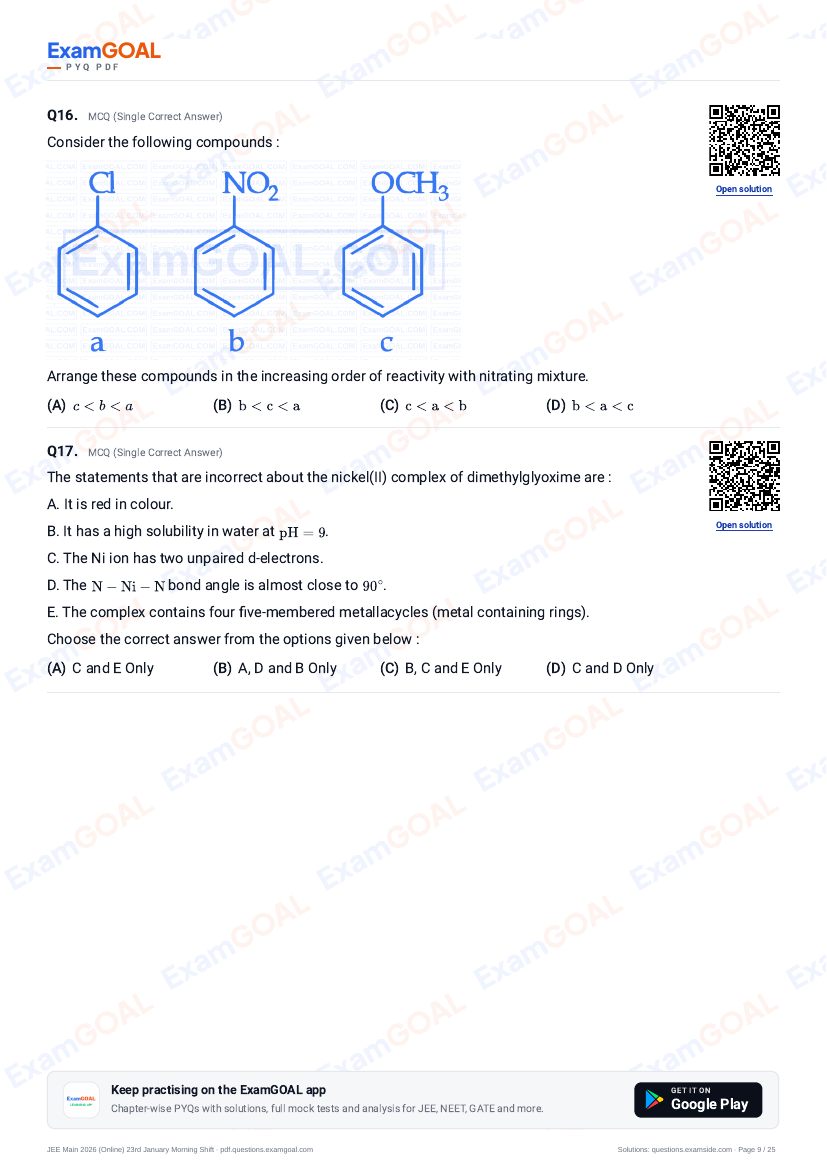 ExamGOAL
PYQ PDF
Q16. MCQ (Single Correct Answer)
Consider the following compounds :
Open solution
Cl NO₂ OCH₃
ExamGOAL.COM
a b c
Arrange these compounds in the increasing order of reactivity with nitrating mixture.
(A) c < b < a (B) b < c < a (C) c < a < b (D) b < a < c
Q17. MCQ (Single Correct Answer)
The statements that are incorrect about the nickel(II) complex of dimethylglyoxime are :
A. It is red in colour.
B. It has a high solubility in water at pH = 9.
Open solution
C. The Ni ion has two unpaired d-electrons.
D. The N − Ni − N bond angle is almost close to 90°.
E. The complex contains four five-membered metallacycles (metal containing rings).
Choose the correct answer from the options given below :
(A) C and E Only (B) A, D and B Only (C) B, C and E Only (D) C and D Only
Keep practising on the ExamGOAL app
Chapter-wise PYQs with solutions, full mock tests and analysis for JEE, NEET, GATE and more.
ExamGOAL
GET IT ON
Google Play
JEE Main 2026 (Online) 23rd January Morning Shift · pdf.questions.examgoal.com
Solutions: questions.examside.com · Page 9 / 25